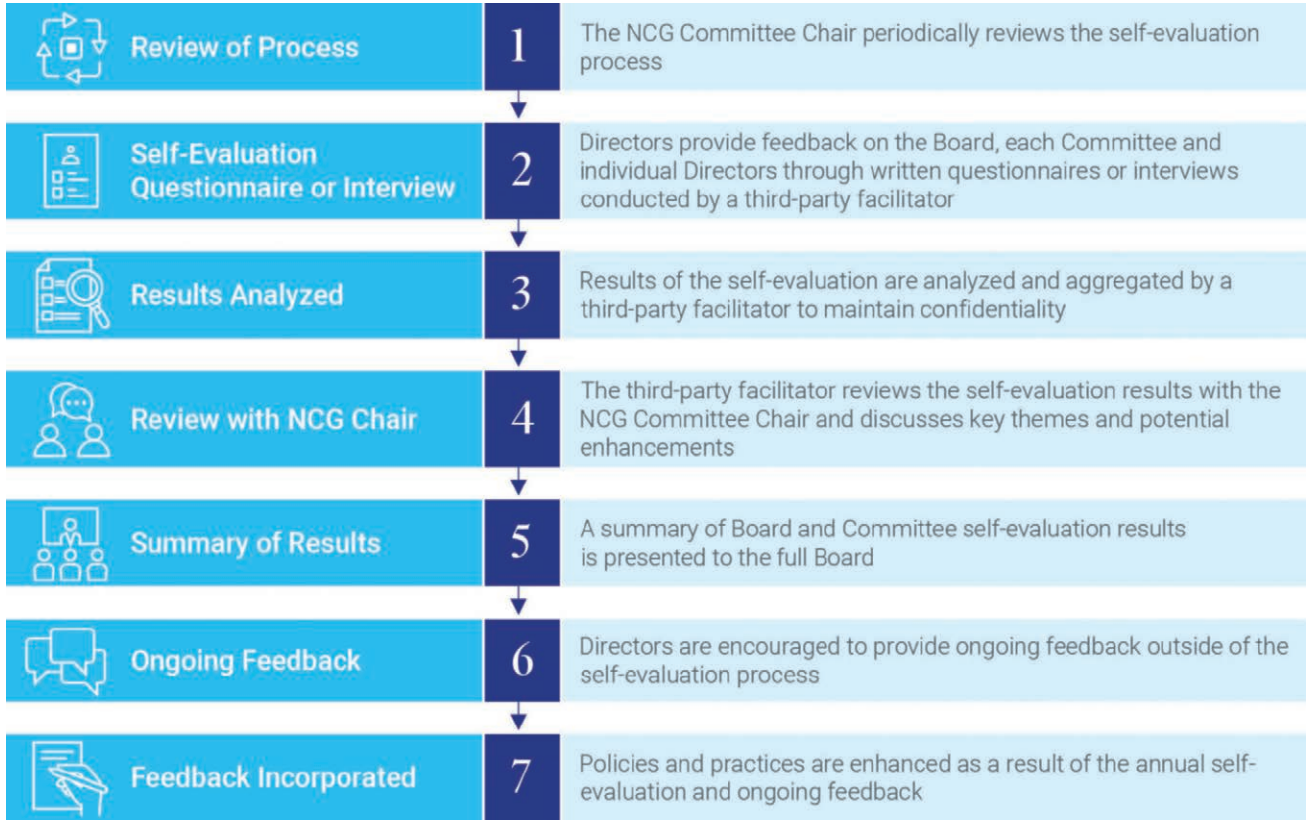 Review of Process
1
The NCG Committee Chair periodically reviews the self-evaluation
process
Self-Evaluation
Questionnaire or Interview
2
Directors provide feedback on the Board, each Committee and
individual Directors through written questionnaires or interviews
conducted by a third-party facilitator
Results Analyzed
3
Results of the self-evaluation are analyzed and aggregated by a
third-party facilitator to maintain confidentiality
Review with NCG Chair
4
The third-party facilitator reviews the self-evaluation results with the
NCG Committee Chair and discusses key themes and potential
enhancements
Summary of Results
5
A summary of Board and Committee self-evaluation results
is presented to the full Board
Ongoing Feedback
6
Directors are encouraged to provide ongoing feedback outside of the
self-evaluation process
Feedback Incorporated
7
Policies and practices are enhanced as a result of the annual self-
evaluation and ongoing feedback